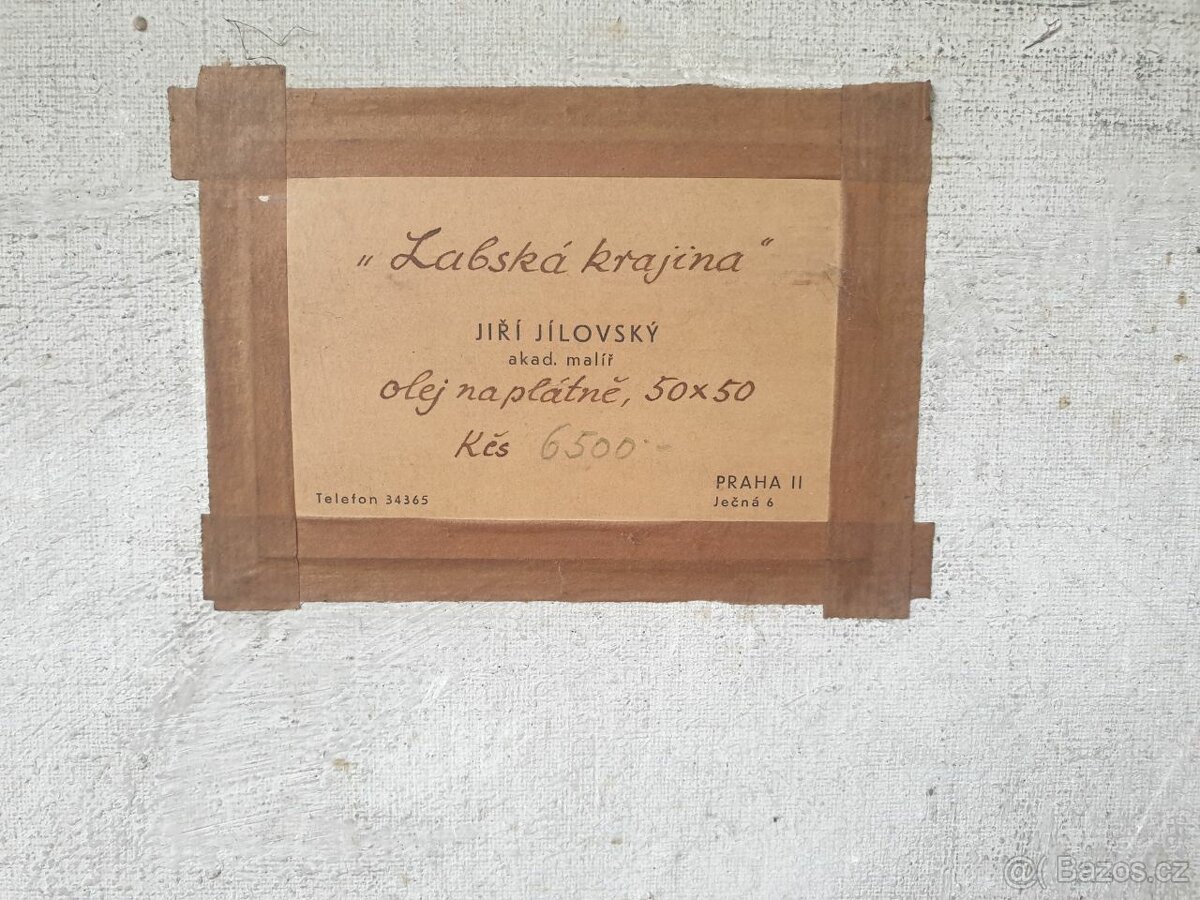 „Labská krajina"
JIŘÍ JÍLOVSKÝ
akad. malíř
olej na plátně, 50x50
Kčs 6500.-
Telefon 34365
PRAHA II
Ječná 6
@( Bazos.cz